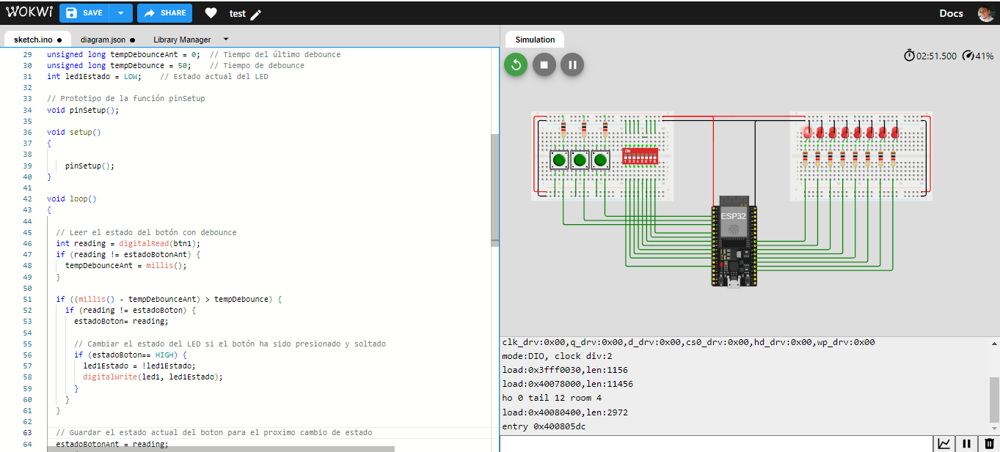 WOKWI SAVE SHARE test Docs
sketch.ino diagram.json Library Manager
Simulation
29 unsigned long tempDebounceAnt = 0;  // Tiempo del último debounce
30 unsigned long tempDebounce = 50;    // Tiempo de debounce
31 int led1Estado = LOW;    // Estado actual del LED
32
33 // Prototipo de la función pinSetup
34 void pinSetup();
35
36 void setup()
37 {
38
39 pinSetup();
40 }
41
42 void loop()
43 {
44
45 // Leer el estado del botón con debounce
46 int reading = digitalRead(btn1);
47 if (reading != estadoBotonAnt) {
48 tempDebounceAnt = millis();
49 }
50
51 if ((millis() - tempDebounceAnt) > tempDebounce) {
52 if (reading != estadoBoton) {
53 estadoBoton= reading;
54
55 // Cambiar el estado del LED si el botón ha sido presionado y soltado
56 if (estadoBoton== HIGH) {
57 led1Estado = !led1Estado;
58 digitalWrite(led1, led1Estado);
59 }
60 }
61 }
62
63 // Guardar el estado actual del boton para el proximo cambio de estado
64 estadoBotonAnt = reading;
02:51.500 41%
ON
1 2 3 4 5 6 7 8
ESP32
clk_drv:0x00,q_drv:0x00,d_drv:0x00,cs0_drv:0x00,hd_drv:0x00,wp_drv:0x00
mode:DIO, clock div:2
load:0x3fff0030,len:1156
load:0x40078000,len:11456
ho 0 tail 12 room 4
load:0x40080400,len:2972
entry 0x400805dc